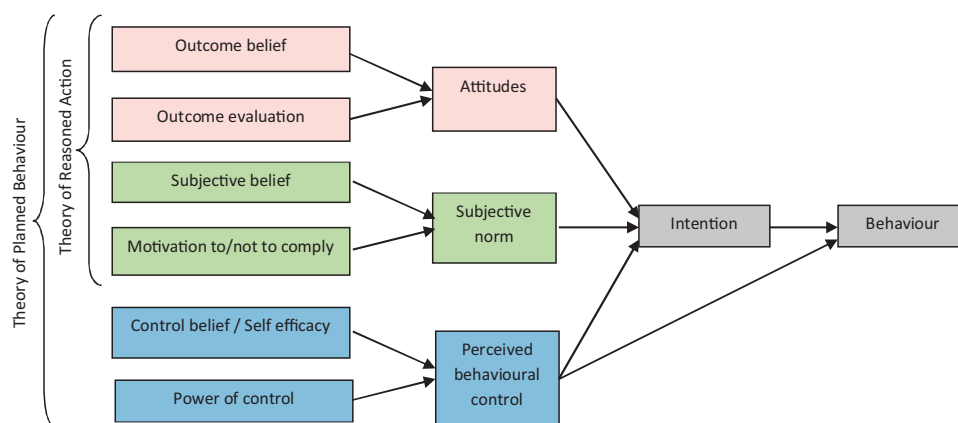 Theory of Planned Behaviour
Theory of Reasoned Action
Outcome belief
Outcome evaluation
Subjective belief
Motivation to/not to comply
Control belief / Self efficacy
Power of control
Attitudes
Subjective
norm
Perceived
behavioural
control
Intention
Behaviour